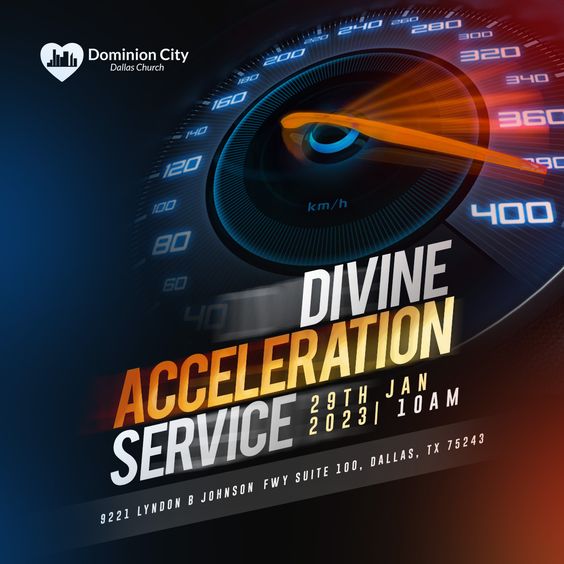 Dominion City
Dallas Church
40
60
80
100
120
140
160
180
200
220
240
260
280
300
320
340
360
380
400
km/h
DIVINE
ACCELERATION
SERVICE
29TH JAN
2023| 10AM
9221 LYNDON B JOHNSON FWY SUITE 100, DALLAS, TX 75243